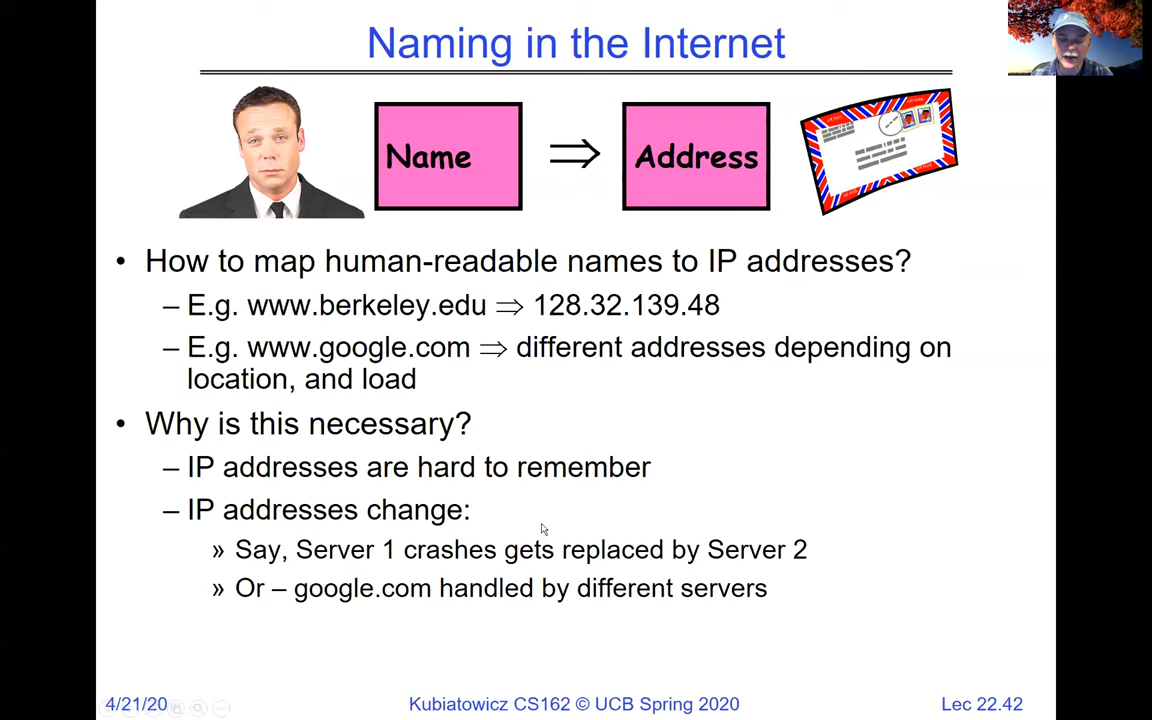 Naming in the Internet
Name
⇒
Address
• How to map human-readable names to IP addresses?
– E.g. www.berkeley.edu ⇒ 128.32.139.48
– E.g. www.google.com ⇒ different addresses depending on
location, and load
• Why is this necessary?
– IP addresses are hard to remember
– IP addresses change:
» Say, Server 1 crashes gets replaced by Server 2
» Or – google.com handled by different servers
4/21/20
Kubiatowicz CS162 © UCB Spring 2020
Lec 22.42